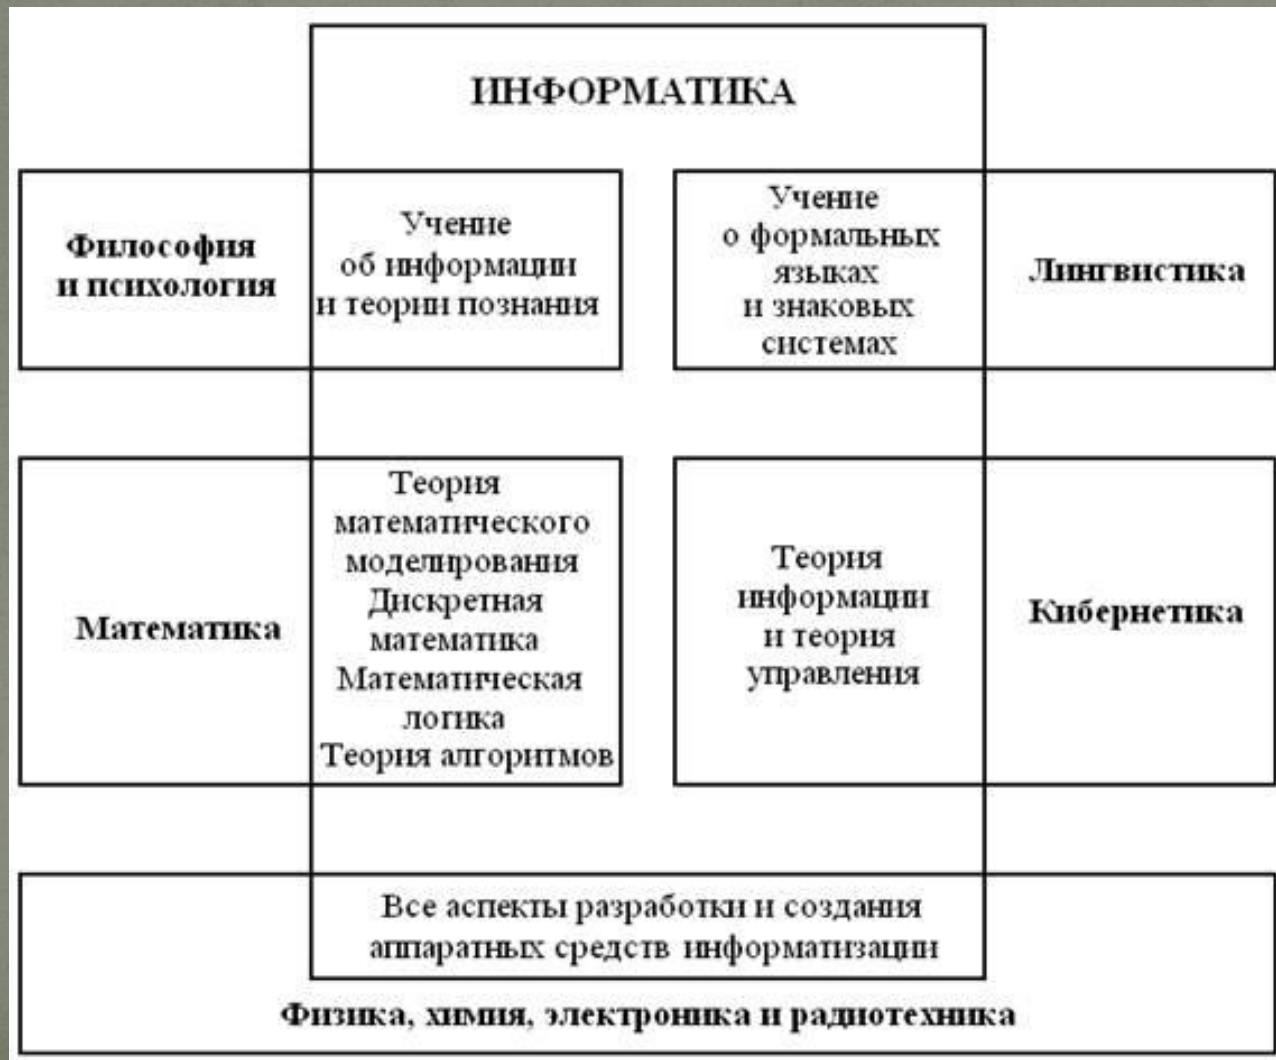 ИНФОРМАТИКА
Философия
и психология
Учение
об информации
и теории познания
Учение
о формальных
языках
и знаковых
системах
Лингвистика
Математика
Теория
математического
моделирования
Дискретная
математика
Математическая
логика
Теория алгоритмов
Теория
информации
и теория
управления
Кибернетика
Все аспекты разработки и создания
аппаратных средств информатизации
Физика, химия, электроника и радиотехника